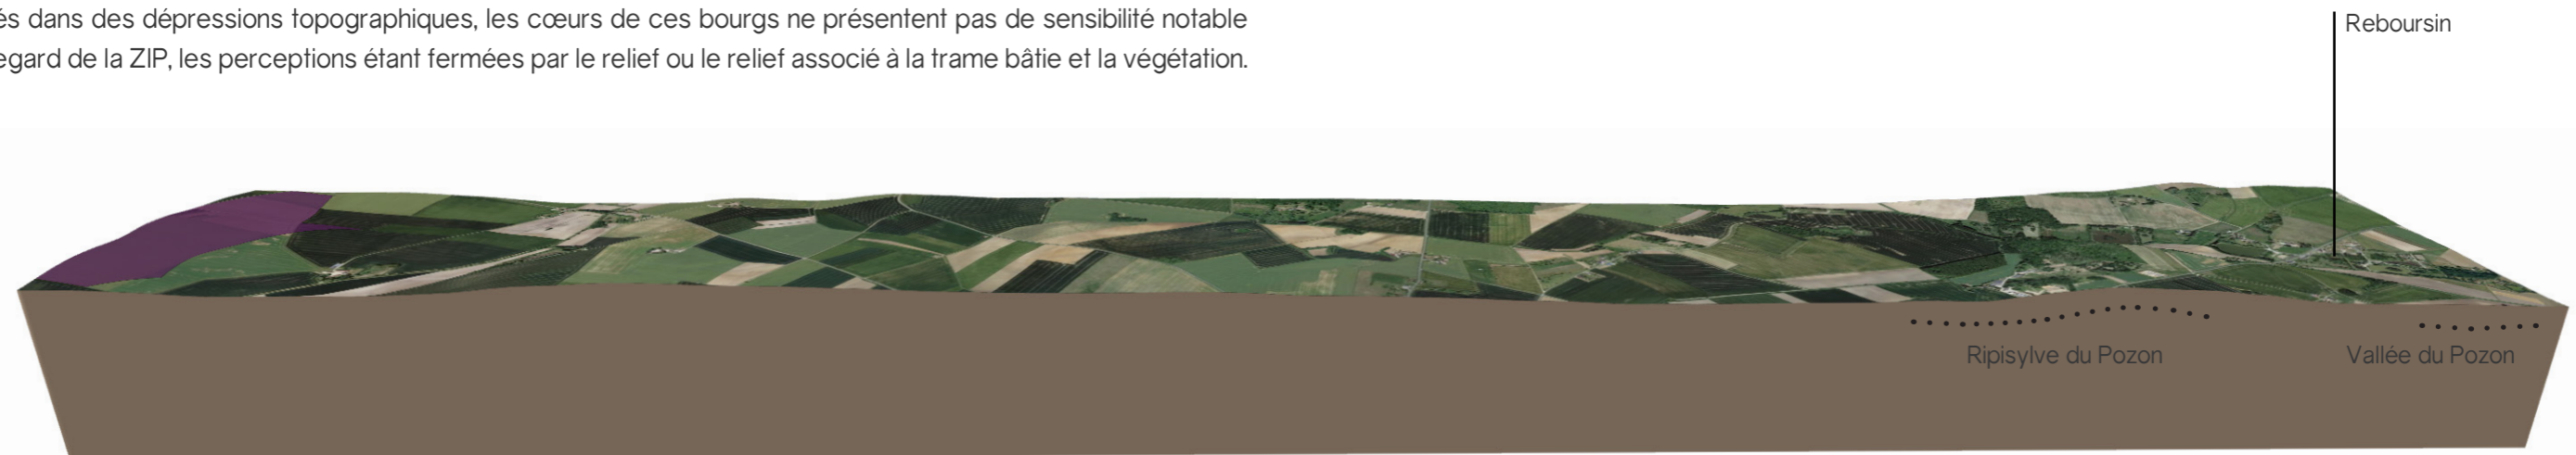 és dans des dépressions topographiques, les cœurs de ces bourgs ne présentent pas de sensibilité notable
egard de la ZIP, les perceptions étant fermées par le relief ou le relief associé à la trame bâtie et la végétation.
Reboursin
Ripisylve du Pozon
Vallée du Pozon